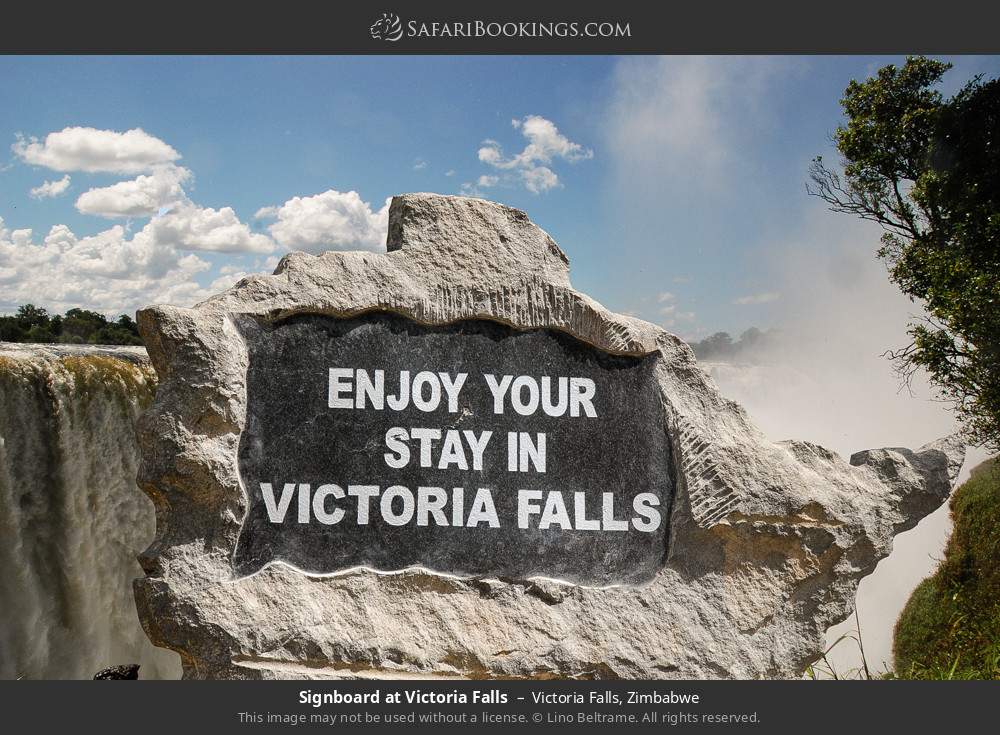 SAFARIBOOKINGS.COM
ENJOY YOUR
STAY IN
VICTORIA FALLS
Signboard at Victoria Falls – Victoria Falls, Zimbabwe
This image may not be used without a license. © Lino Beltrame. All rights reserved.